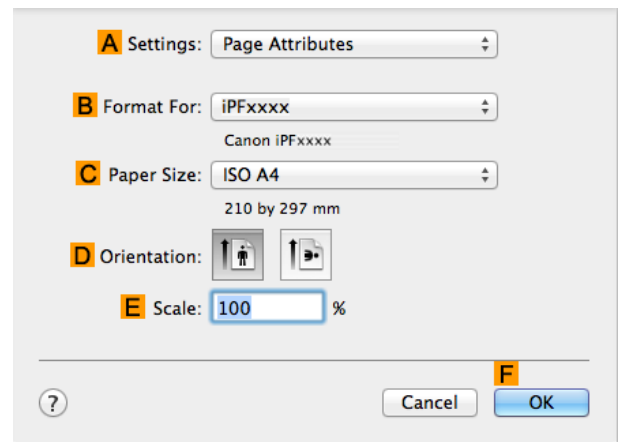 A Settings: Page Attributes
B Format For: iPFxxxx
Canon iPFxxxx
C Paper Size: ISO A4
210 by 297 mm
D Orientation:
E Scale: 100 %
F
? Cancel OK